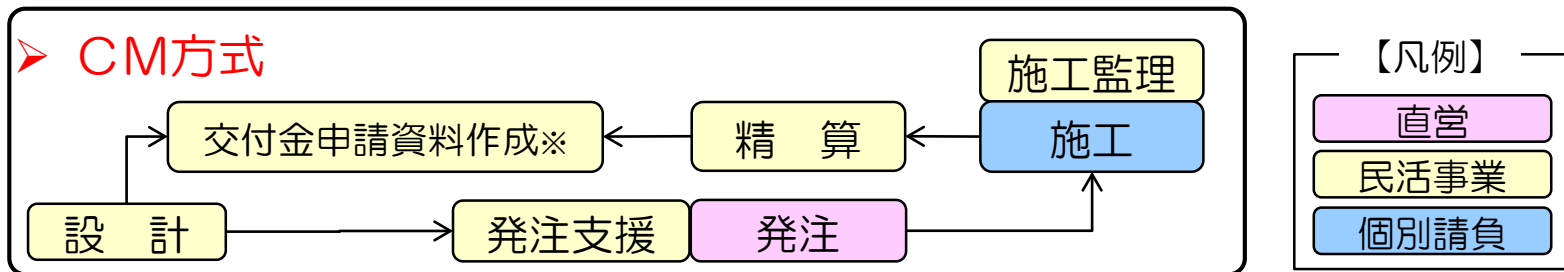 ➢ CM方式
施工監理
交付金申請資料作成※
精　算
施工
設　計
発注支援
発注
【凡例】
直営
民活事業
個別請負